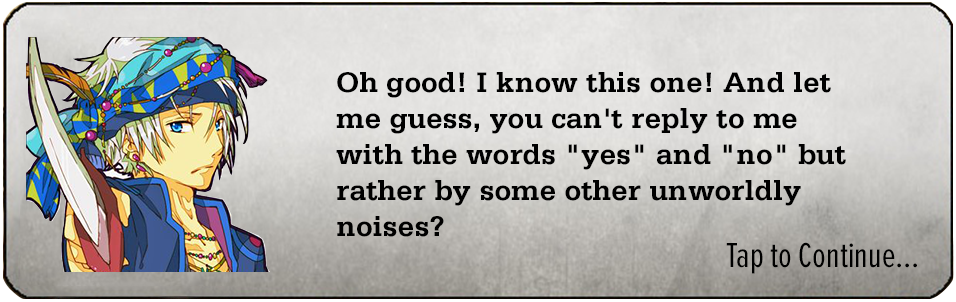 Oh good! I know this one! And let
me guess, you can't reply to me
with the words "yes" and "no" but
rather by some other unworldly
noises?
Tap to Continue...